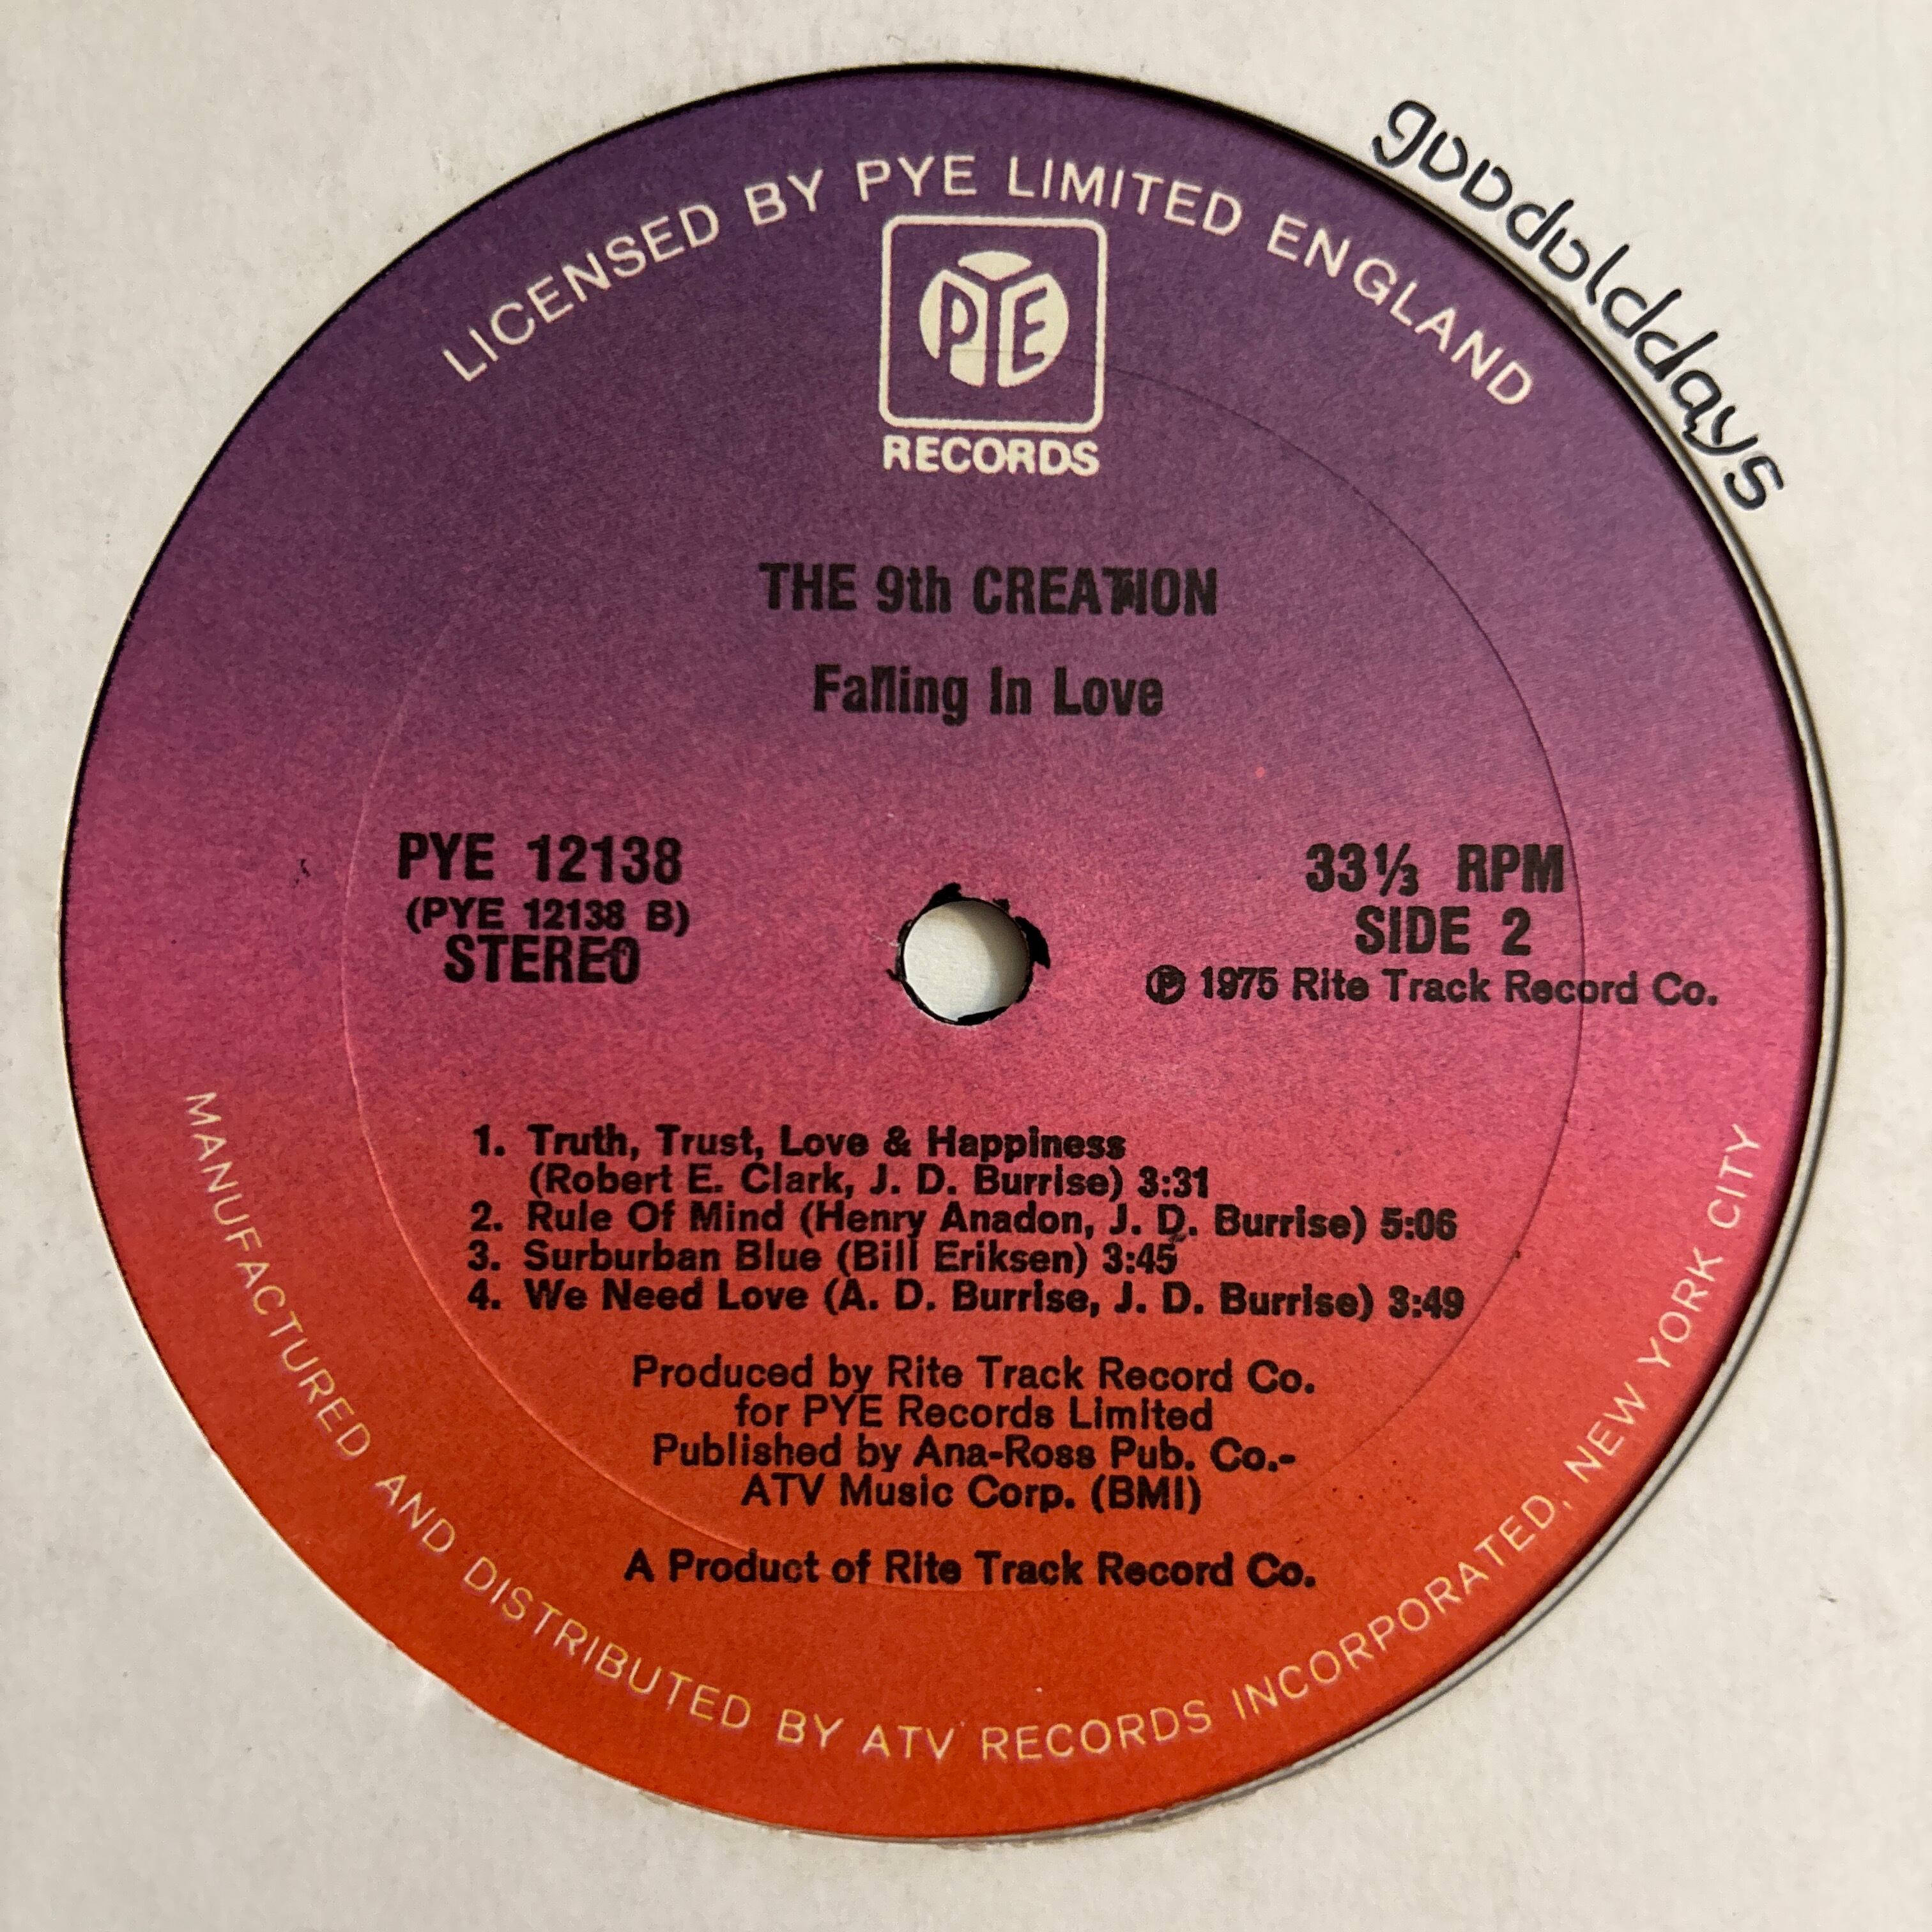 gooddolddays
LICENSED BY PYE LIMITED ENGLAND
PYE
RECORDS
THE 9th CREATION
Falling In Love
PYE 12138
(PYE 12138 B)
STEREO
33⅓ RPM
SIDE 2
℗ 1975 Rite Track Record Co.
1. Truth, Trust, Love & Happiness
(Robert E. Clark, J. D. Burrise) 3:31
2. Rule Of Mind (Henry Anadon, J. D. Burrise) 5:06
3. Surburban Blue (Bill Eriksen) 3:45
4. We Need Love (A. D. Burrise, J. D. Burrise) 3:49
Produced by Rite Track Record Co.
for PYE Records Limited
Published by Ana-Ross Pub. Co.-
ATV Music Corp. (BMI)
A Product of Rite Track Record Co.
MANUFACTURED AND DISTRIBUTED BY ATV RECORDS INCORPORATED, NEW YORK CITY